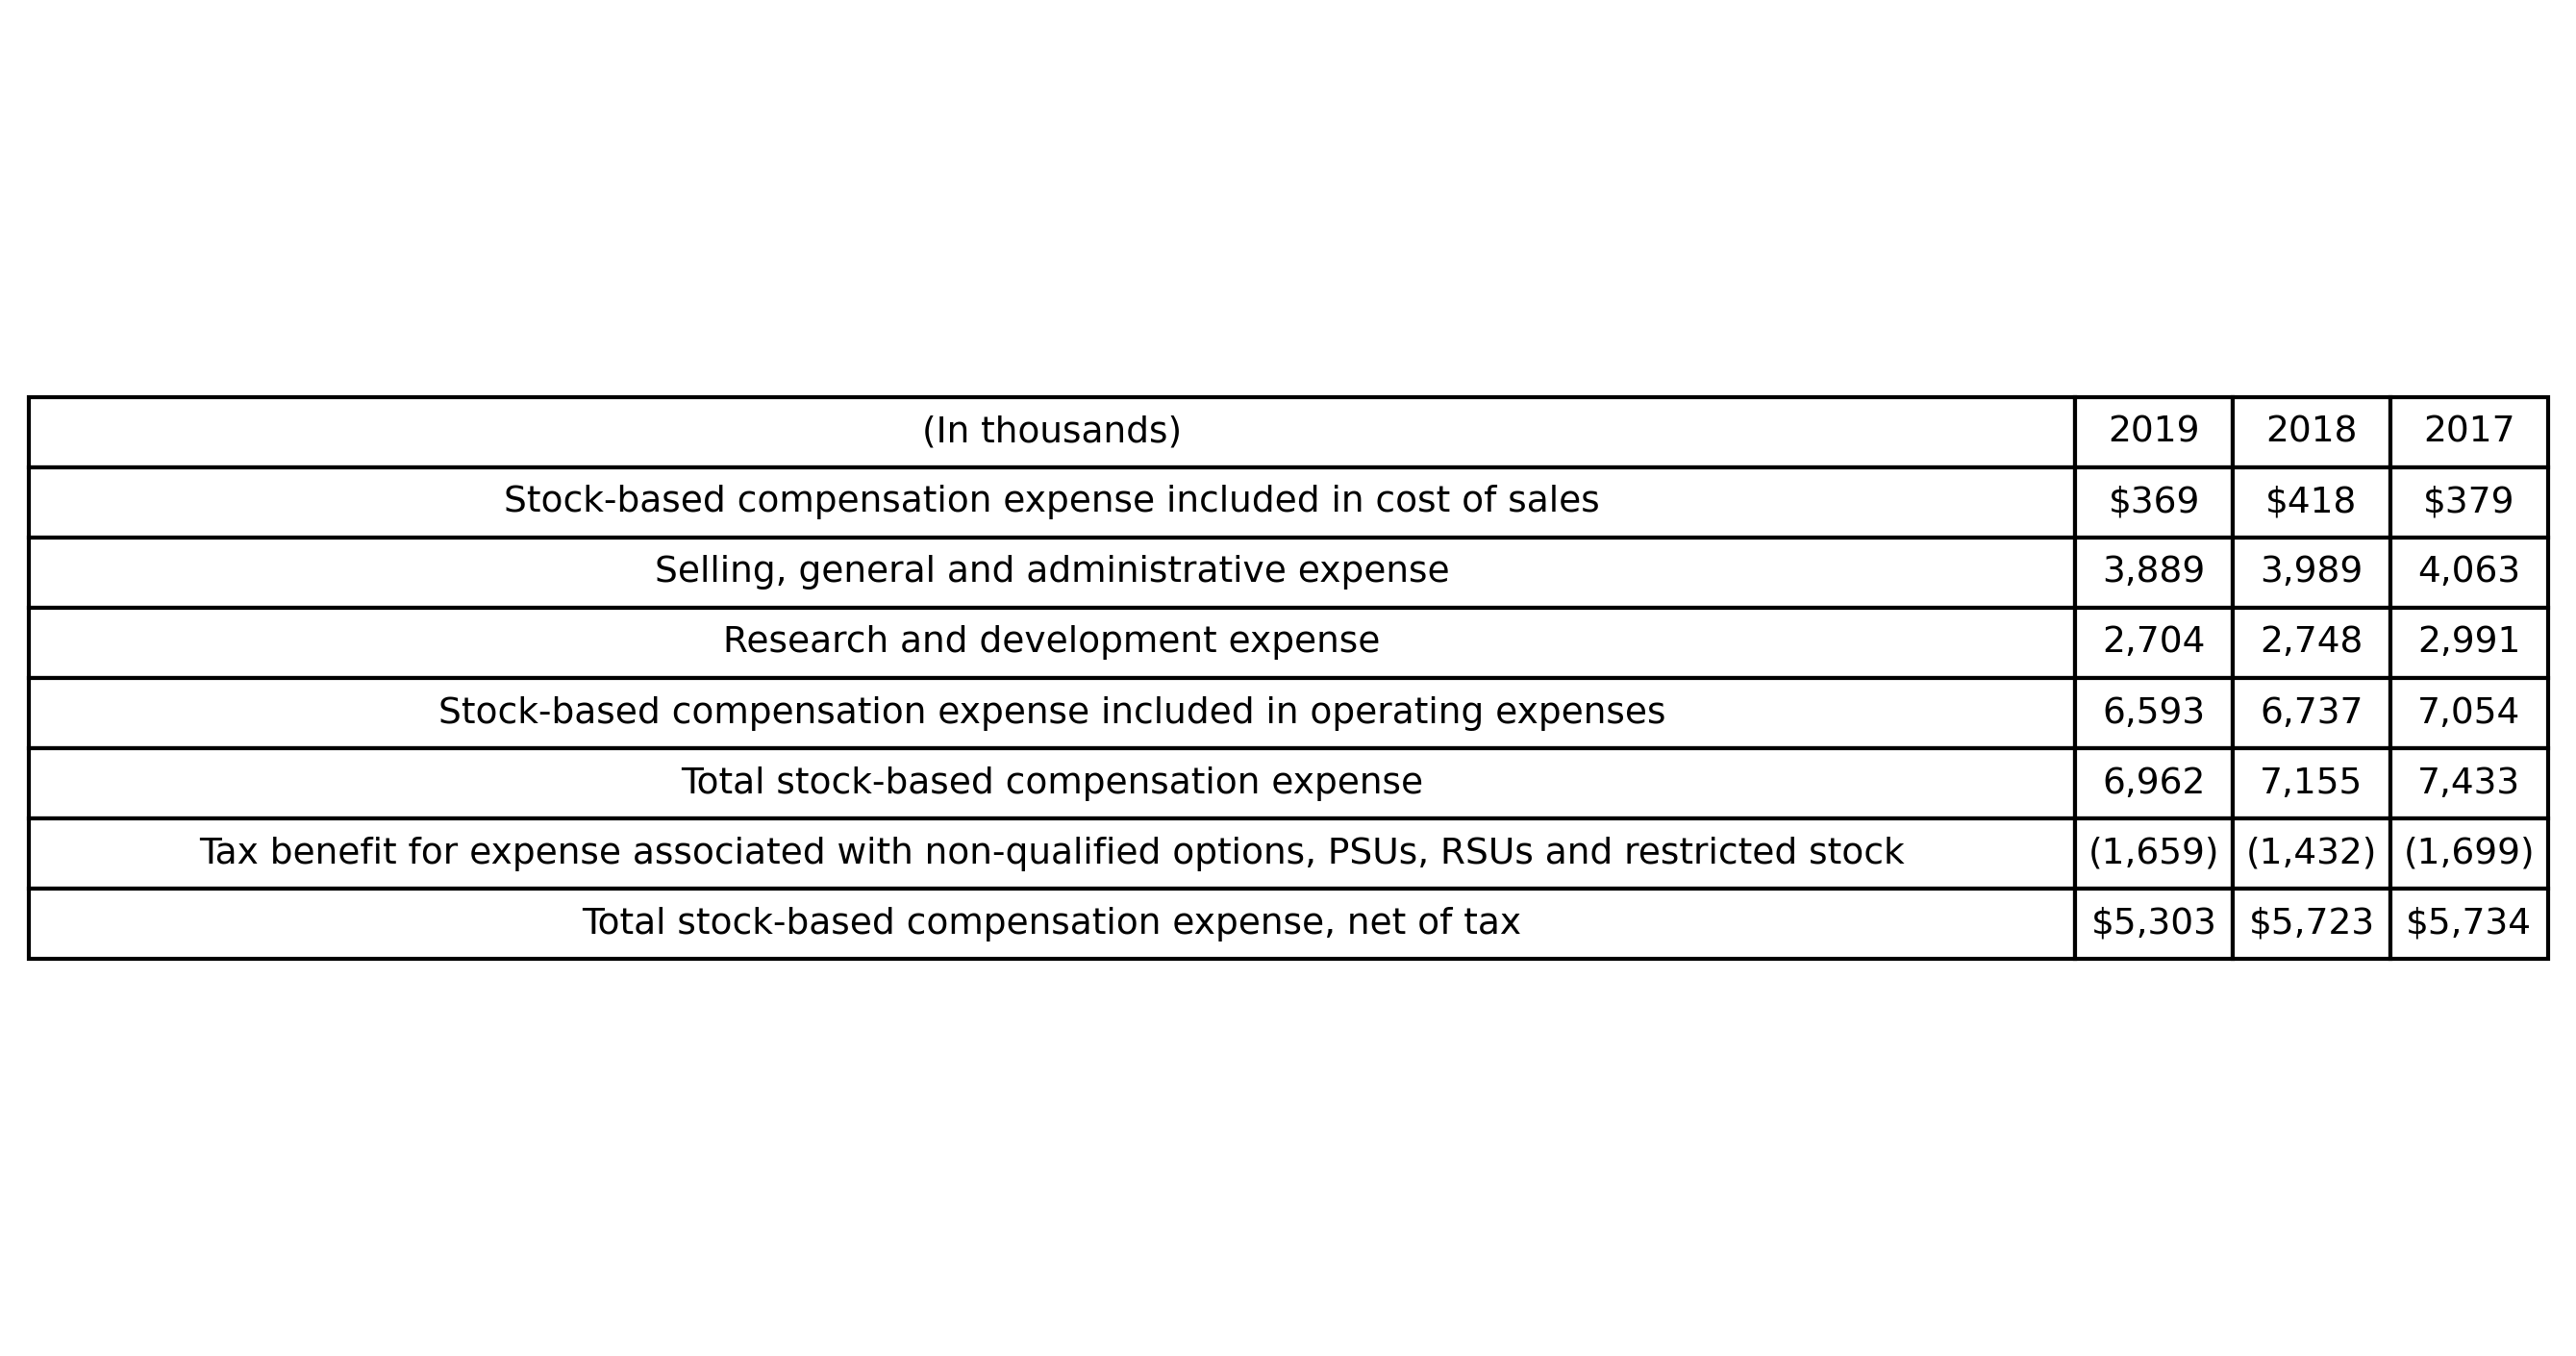 (In thousands) 2019 2018 2017
Stock-based compensation expense included in cost of sales $369 $418 $379
Selling, general and administrative expense 3,889 3,989 4,063
Research and development expense 2,704 2,748 2,991
Stock-based compensation expense included in operating expenses 6,593 6,737 7,054
Total stock-based compensation expense 6,962 7,155 7,433
Tax benefit for expense associated with non-qualified options, PSUs, RSUs and restricted stock (1,659) (1,432) (1,699)
Total stock-based compensation expense, net of tax $5,303 $5,723 $5,734